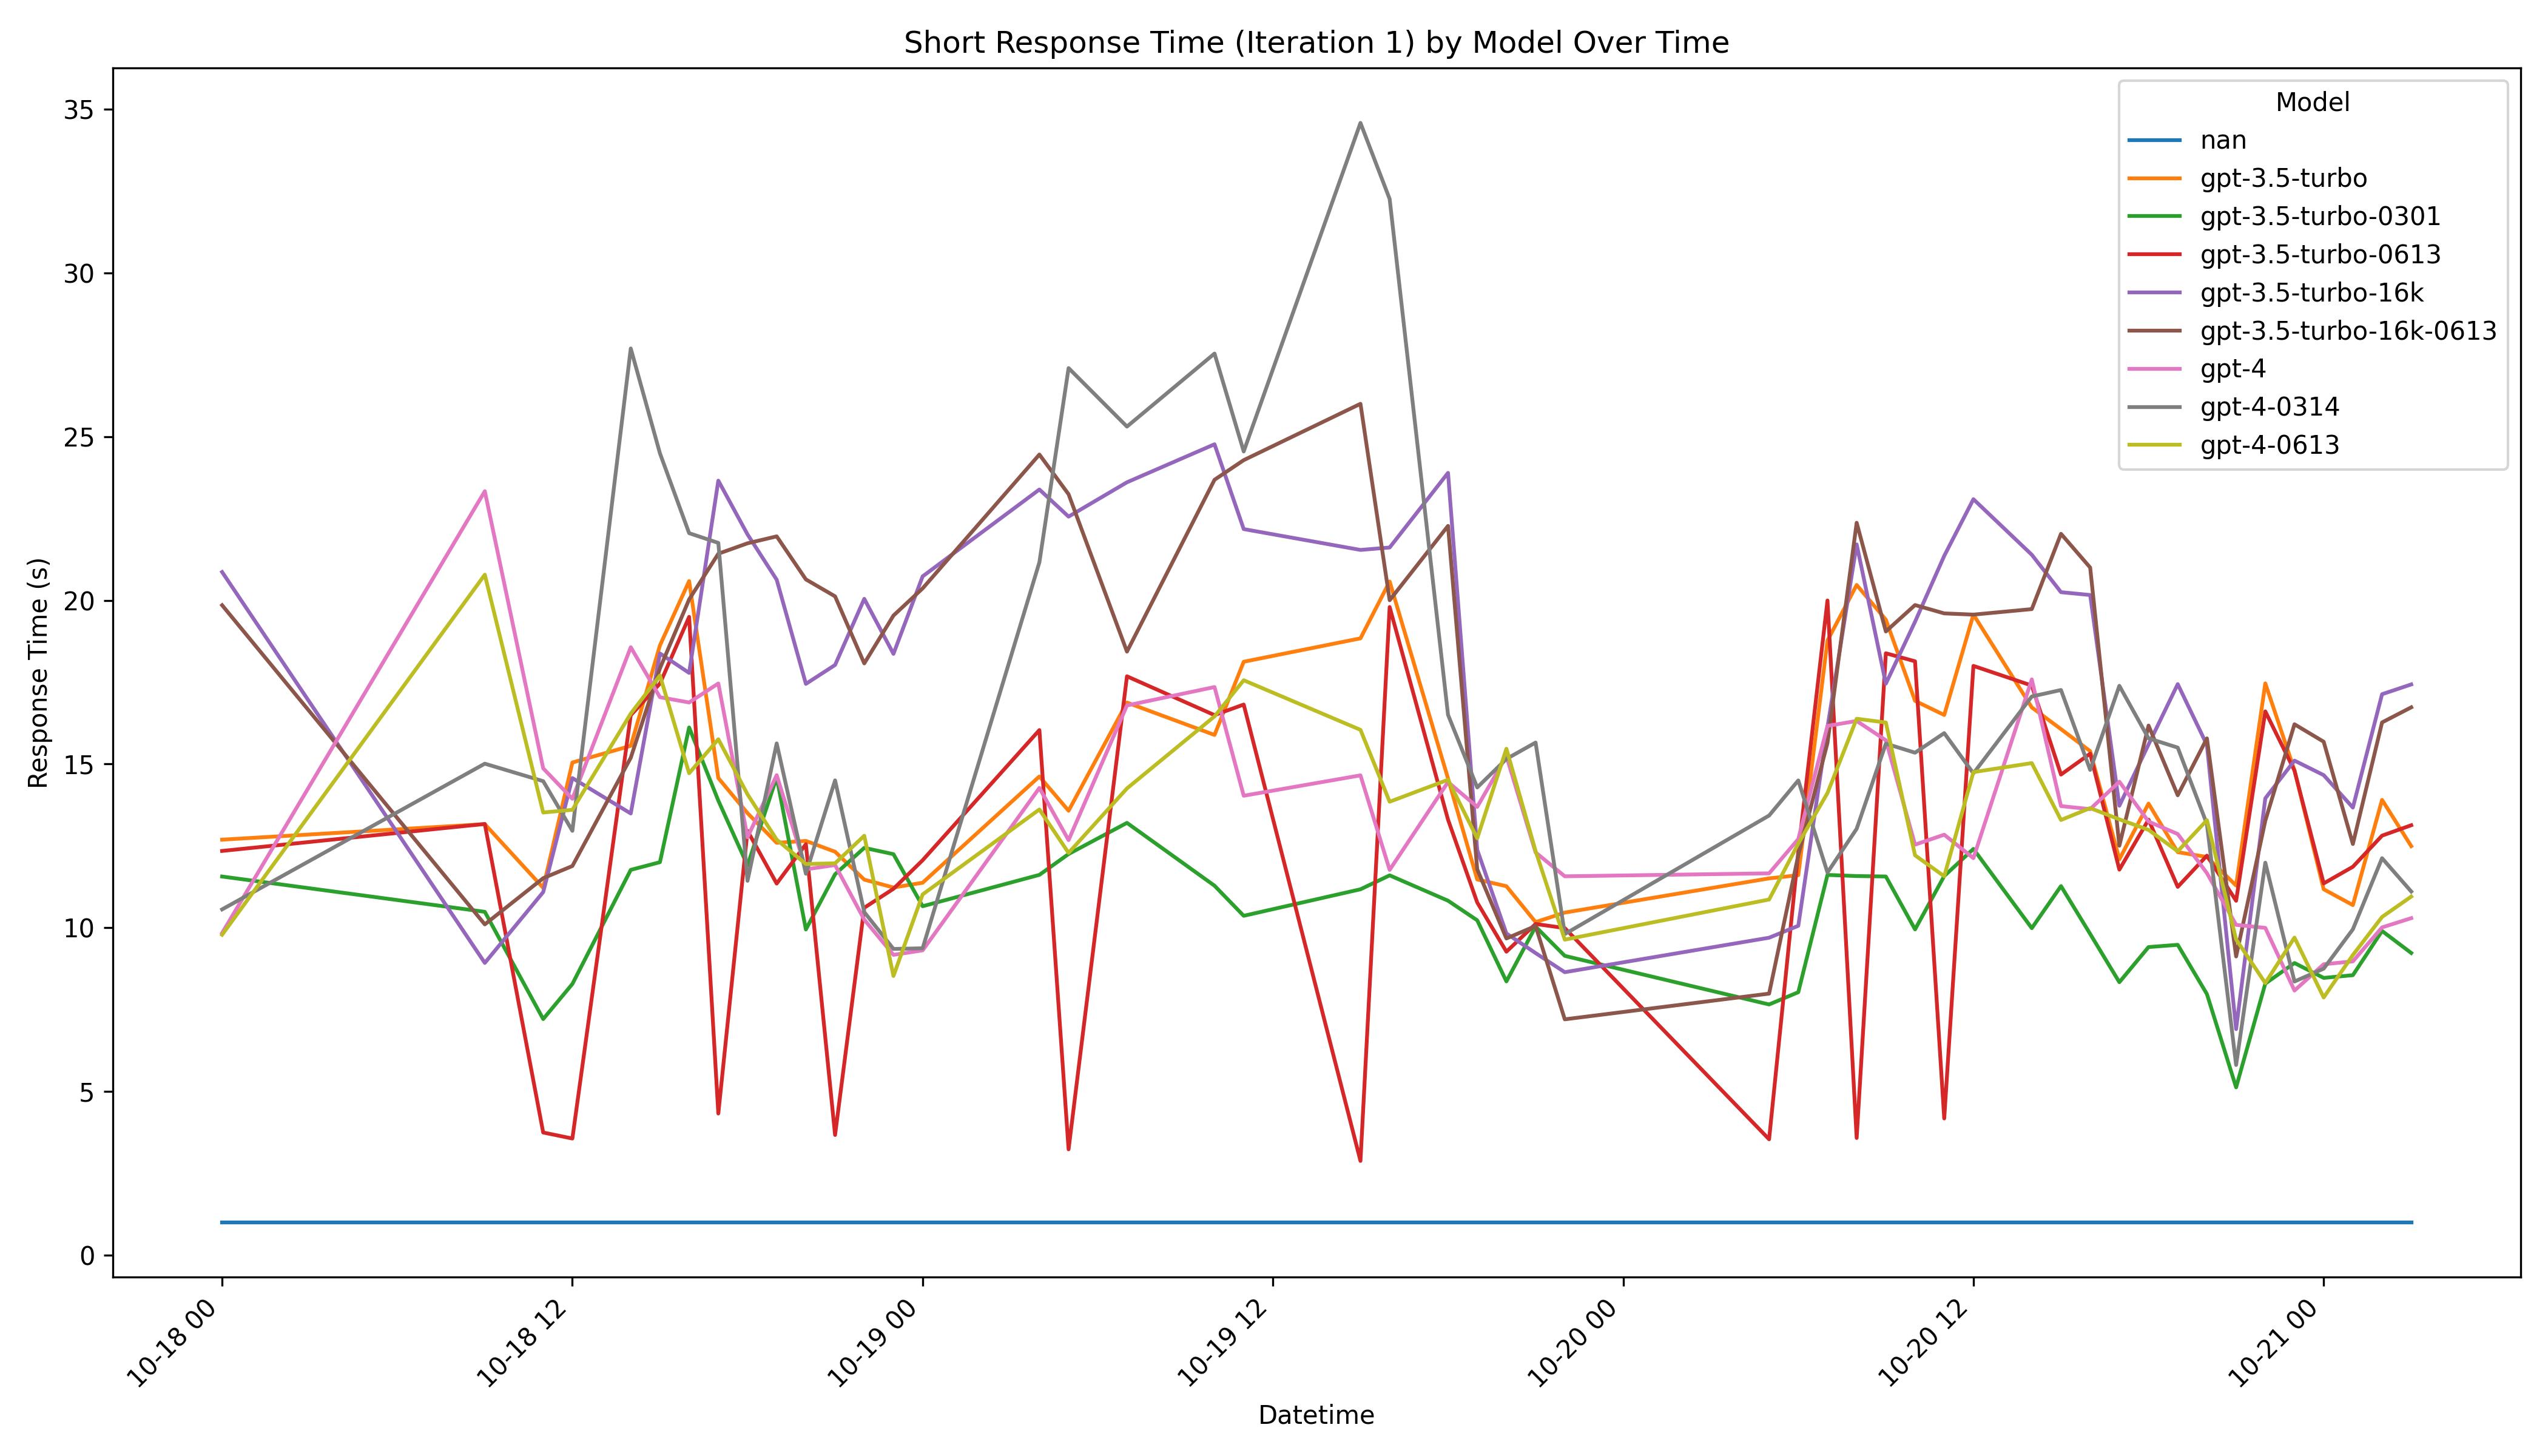 Short Response Time (Iteration 1) by Model Over Time
Response Time (s)
35
30
25
20
15
10
5
0
Model
nan
gpt-3.5-turbo
gpt-3.5-turbo-0301
gpt-3.5-turbo-0613
gpt-3.5-turbo-16k
gpt-3.5-turbo-16k-0613
gpt-4
gpt-4-0314
gpt-4-0613
10-18 00
10-18 12
10-19 00
10-19 12
10-20 00
10-20 12
10-21 00
Datetime